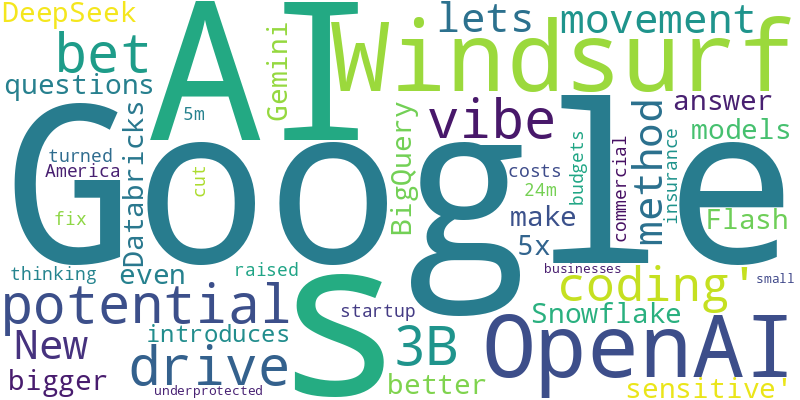 DeepSeek
bet
questions
AI
Gemini
Windsurf
lets
movement
5m
Databricks
vibe
BigQuery
answer
models
method
turned
America
cut
Google
costs
24m
budgets
commercial
insurance
fix
make
5x
Flash
thinking
even
raised
businesses
coding'
small
potential
S
startup
Snowflake
New
introduces
3B
OpenAI
bigger
drive
underprotected
better
sensitive'